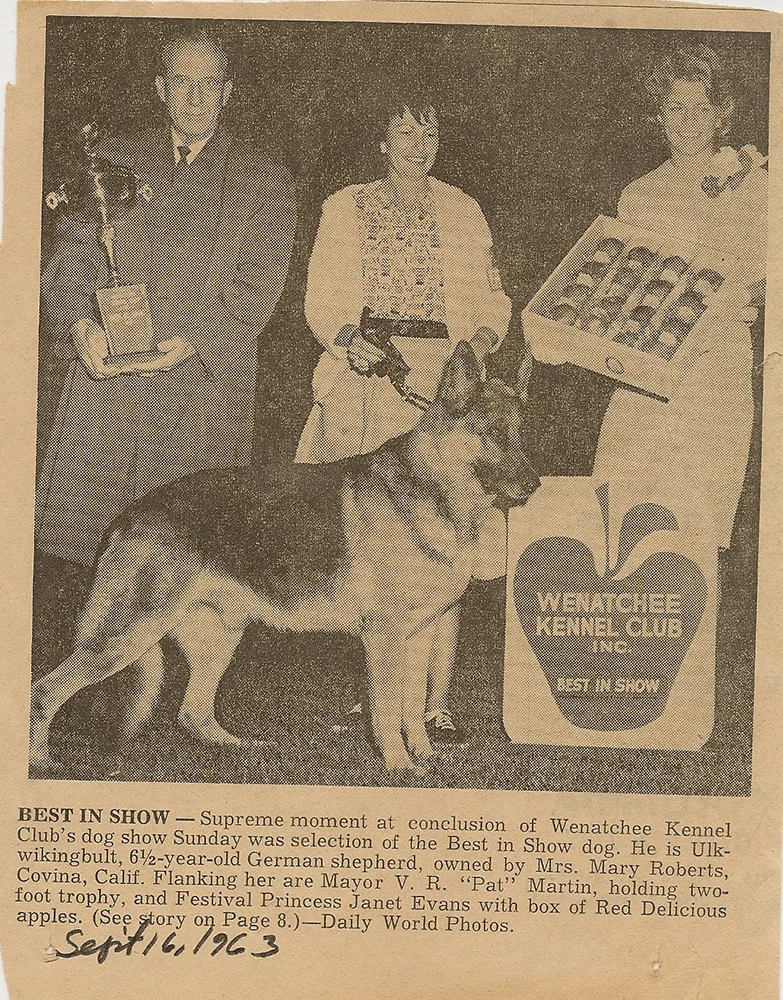 WENATCHEE
KENNEL CLUB
INC.
BEST IN SHOW
BEST IN SHOW — Supreme moment at conclusion of Wenatchee Kennel
Club's dog show Sunday was selection of the Best in Show dog. He is Ulk-
wikingbult, 6½-year-old German shepherd, owned by Mrs. Mary Roberts,
Covina, Calif. Flanking her are Mayor V. R. "Pat" Martin, holding two-
foot trophy, and Festival Princess Janet Evans with box of Red Delicious
apples. (See story on Page 8.)—Daily World Photos.
Sept 16, 1963